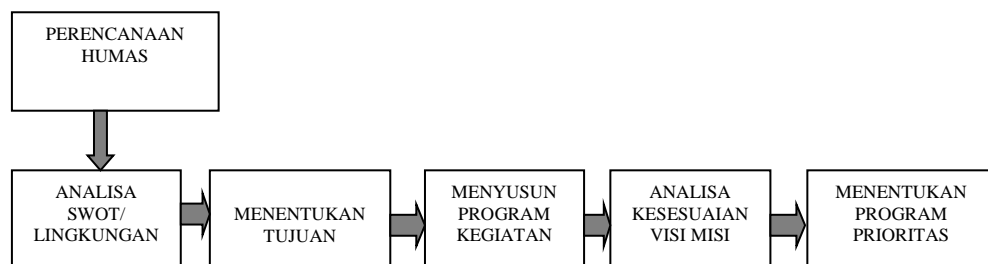 PERENCANAAN
HUMAS
ANALISA
SWOT/
LINGKUNGAN
MENENTUKAN
TUJUAN
MENYUSUN
PROGRAM
KEGIATAN
ANALISA
KESESUAIAN
VISI MISI
MENENTUKAN
PROGRAM
PRIORITAS